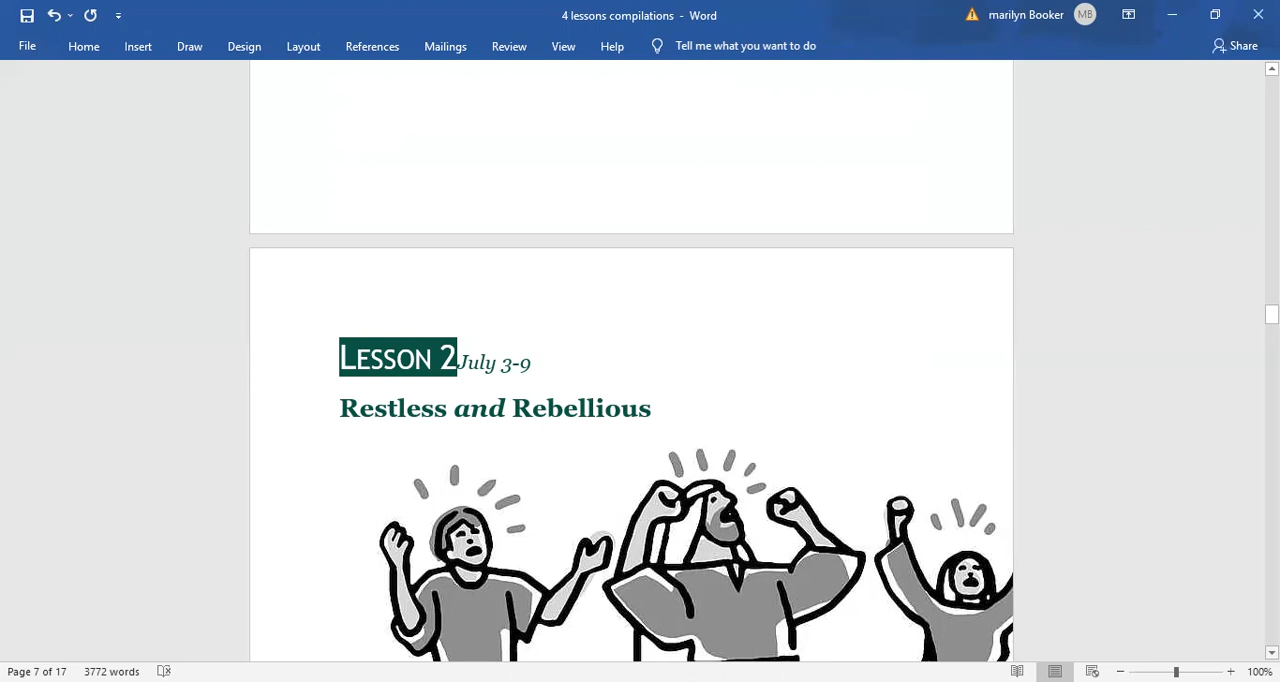 4 lessons compilations - Word
marilyn Booker MB
File Home Insert Draw Design Layout References Mailings Review View Help Tell me what you want to do Share
LESSON 2 July 3-9
Restless and Rebellious
Page 7 of 17 3772 words 100%